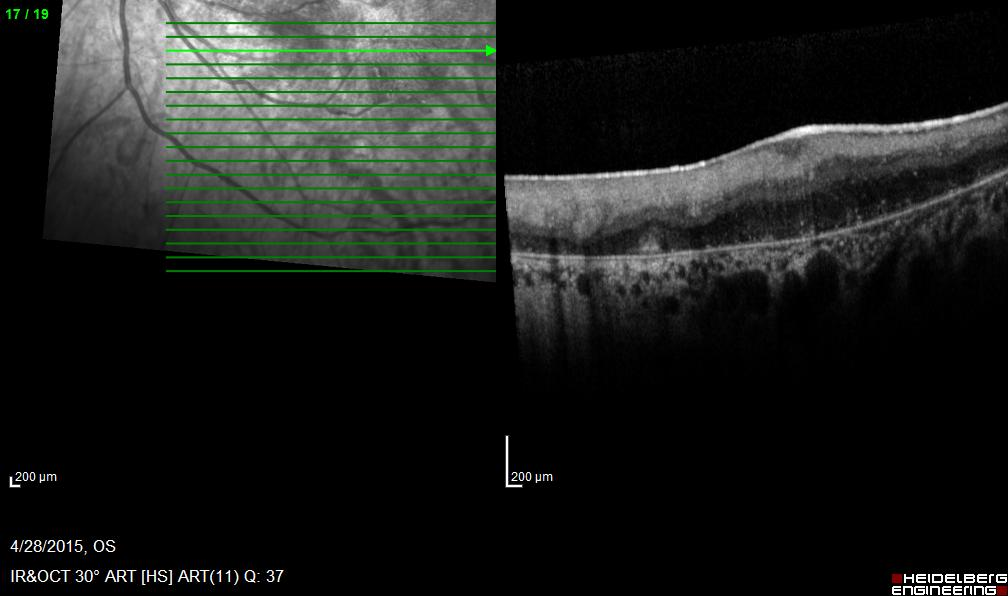 17 / 19
200 µm
200 µm
4/28/2015, OS
IR&OCT 30° ART [HS] ART(11) Q: 37
HEIDELBERG
ENGINEERING